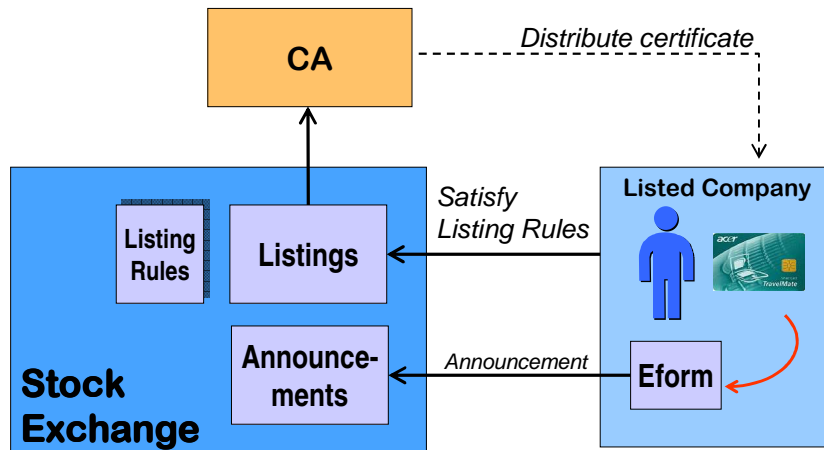 CA
Distribute certificate
Satisfy
Listing Rules
Listed Company
Listing
Rules
Listings
acer
TravelMate
Announce-
ments
Announcement
Eform
Stock
Exchange